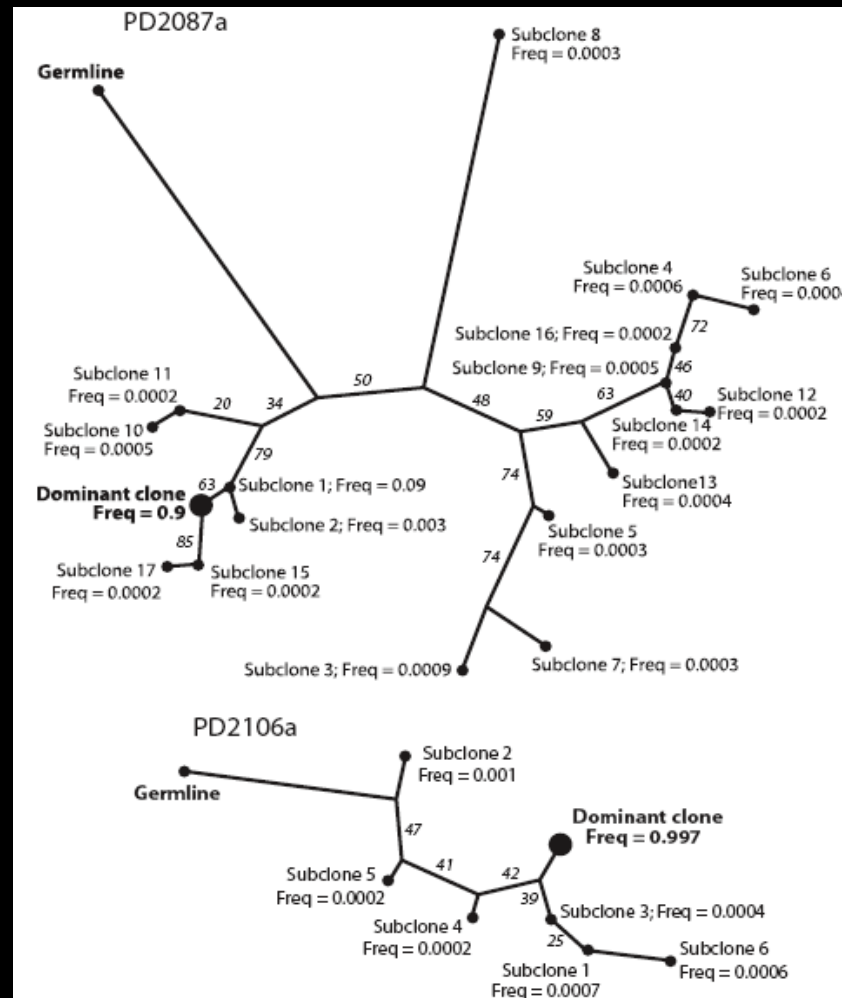 PD2087a
Subclone 8
Freq = 0.0003
Germline
Subclone 4
Freq = 0.0006
Subclone 6
72
Subclone 16; Freq = 0.0002
Subclone 9; Freq = 0.0005
46
50
Subclone 11
Freq = 0.0002
20
34
48
59
63
40
Subclone 12
Freq = 0.0002
Subclone 10
Freq = 0.0005
79
Subclone 14
Freq = 0.0002
74
Subclone13
Freq = 0.0004
63
Subclone 1; Freq = 0.09
Dominant clone
Freq = 0.9
Subclone 2; Freq = 0.003
Subclone 5
Freq = 0.0003
85
74
Subclone 17
Freq = 0.0002
Subclone 15
Freq = 0.0002
Subclone 3; Freq = 0.0009
Subclone 7; Freq = 0.0003
PD2106a
Subclone 2
Freq = 0.001
Germline
Dominant clone
Freq = 0.997
47
Subclone 5
Freq = 0.0002
41
42
39
Subclone 4
Freq = 0.0002
Subclone 3; Freq = 0.0004
25
Subclone 1
Freq = 0.0007
Subclone 6
Freq = 0.0006